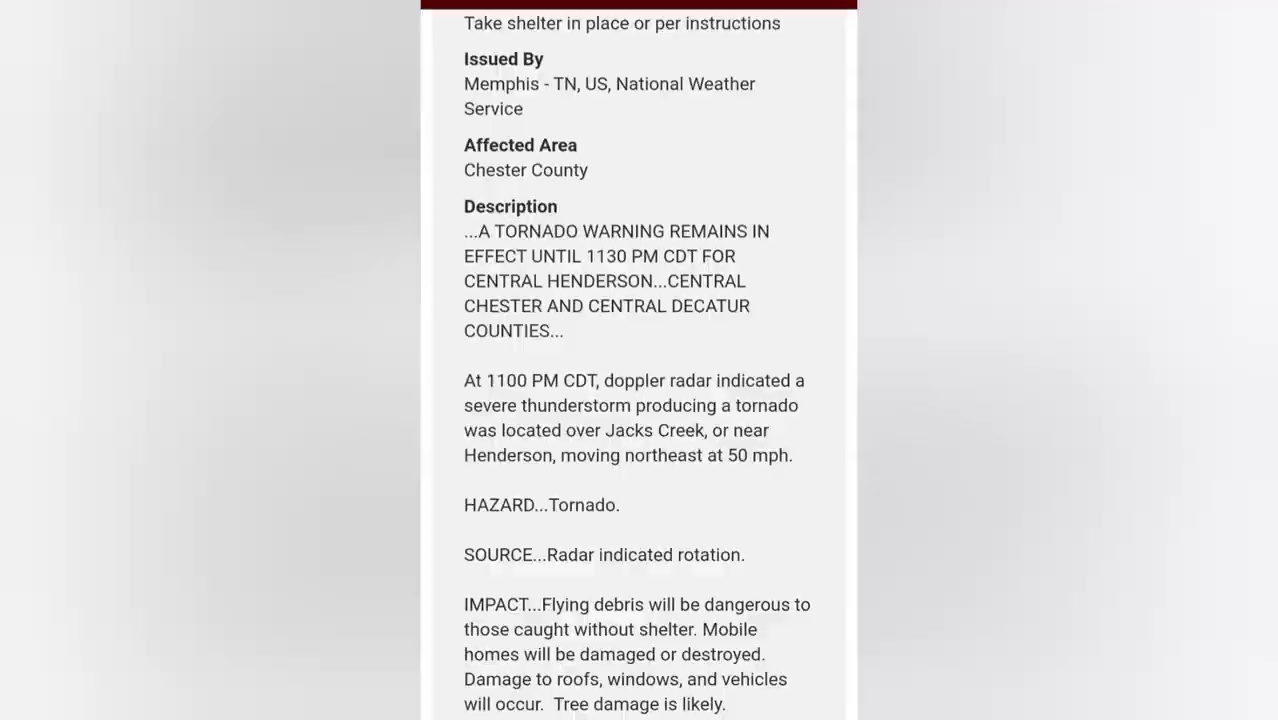 Take shelter in place or per instructions
Issued By
Memphis - TN, US, National Weather
Service
Affected Area
Chester County
Description
...A TORNADO WARNING REMAINS IN
EFFECT UNTIL 1130 PM CDT FOR
CENTRAL HENDERSON...CENTRAL
CHESTER AND CENTRAL DECATUR
COUNTIES...
At 1100 PM CDT, doppler radar indicated a
severe thunderstorm producing a tornado
was located over Jacks Creek, or near
Henderson, moving northeast at 50 mph.
HAZARD...Tornado.
SOURCE...Radar indicated rotation.
IMPACT...Flying debris will be dangerous to
those caught without shelter. Mobile
homes will be damaged or destroyed.
Damage to roofs, windows, and vehicles
will occur.  Tree damage is likely.